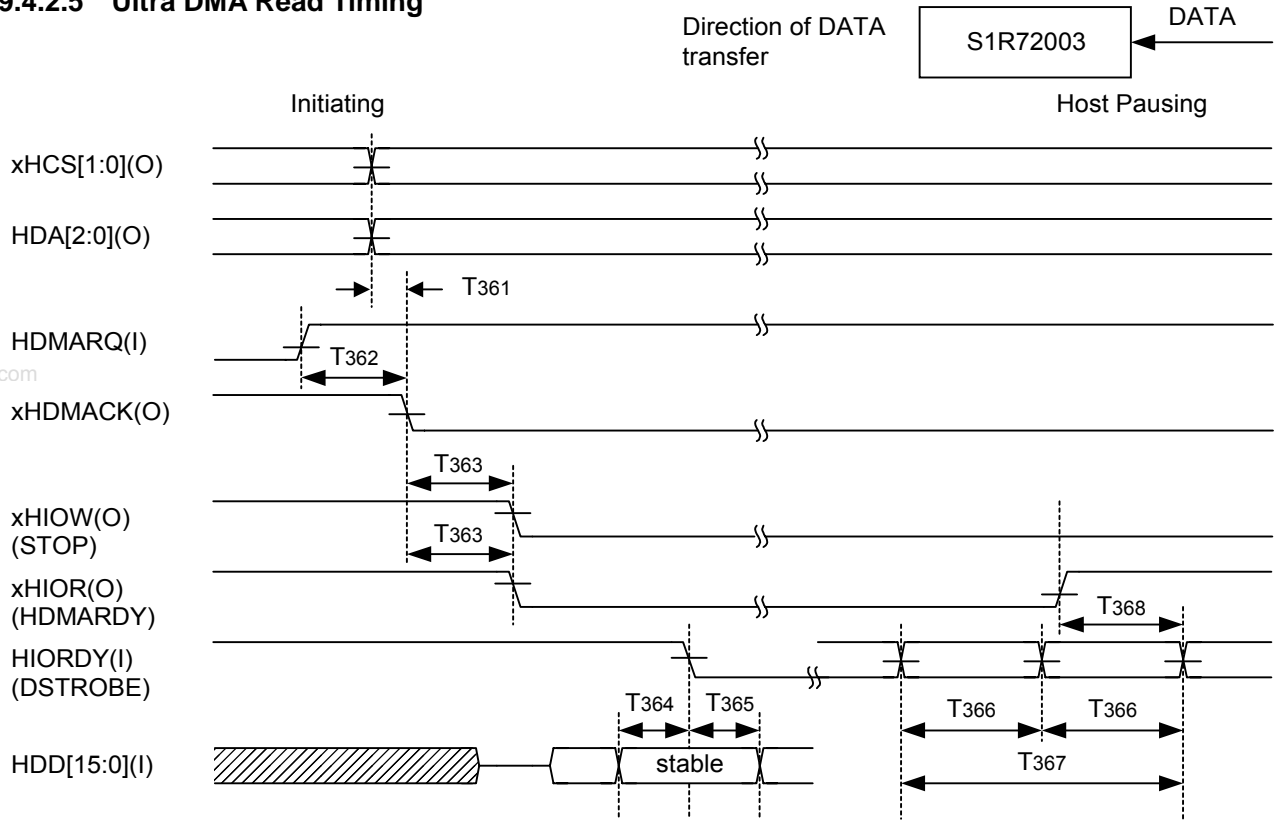 9.4.2.5 Ultra DMA Read Timing
Direction of DATA
transfer
S1R72003
DATA
Initiating
Host Pausing
xHCS[1:0](O)
HDA[2:0](O)
T361
HDMARQ(I)
T362
com
xHDMACK(O)
T363
xHIOW(O)
(STOP)
T363
xHIOR(O)
(HDMARDY)
T368
HIORDY(I)
(DSTROBE)
T364
T365
T366
T366
HDD[15:0](I)
stable
T367